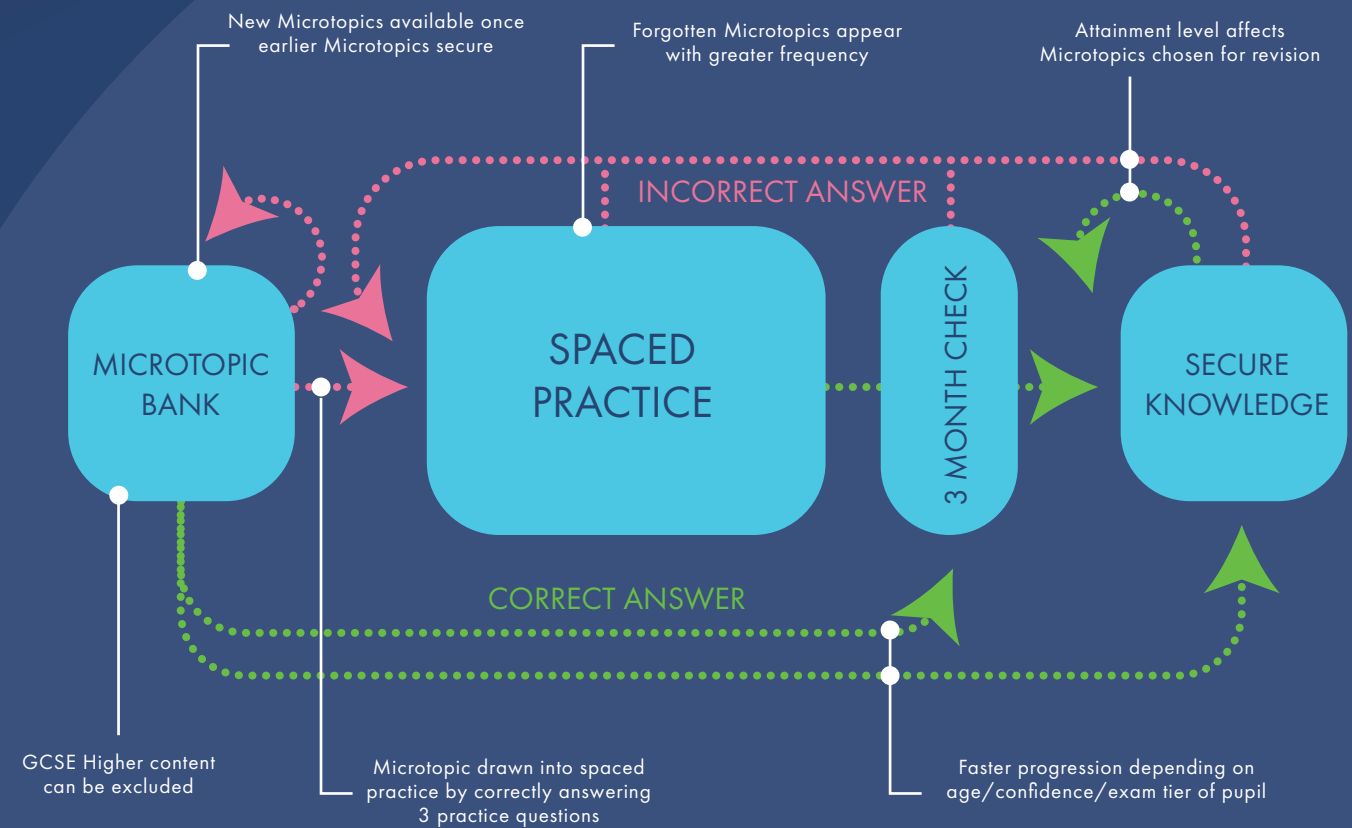 New Microtopics available once
earlier Microtopics secure
Forgotten Microtopics appear
with greater frequency
Attainment level affects
Microtopics chosen for revision
INCORRECT ANSWER
MICROTOPIC
BANK
SPACED
PRACTICE
3 MONTH CHECK
SECURE
KNOWLEDGE
CORRECT ANSWER
GCSE Higher content
can be excluded
Microtopic drawn into spaced
practice by correctly answering
3 practice questions
Faster progression depending on
age/confidence/exam tier of pupil